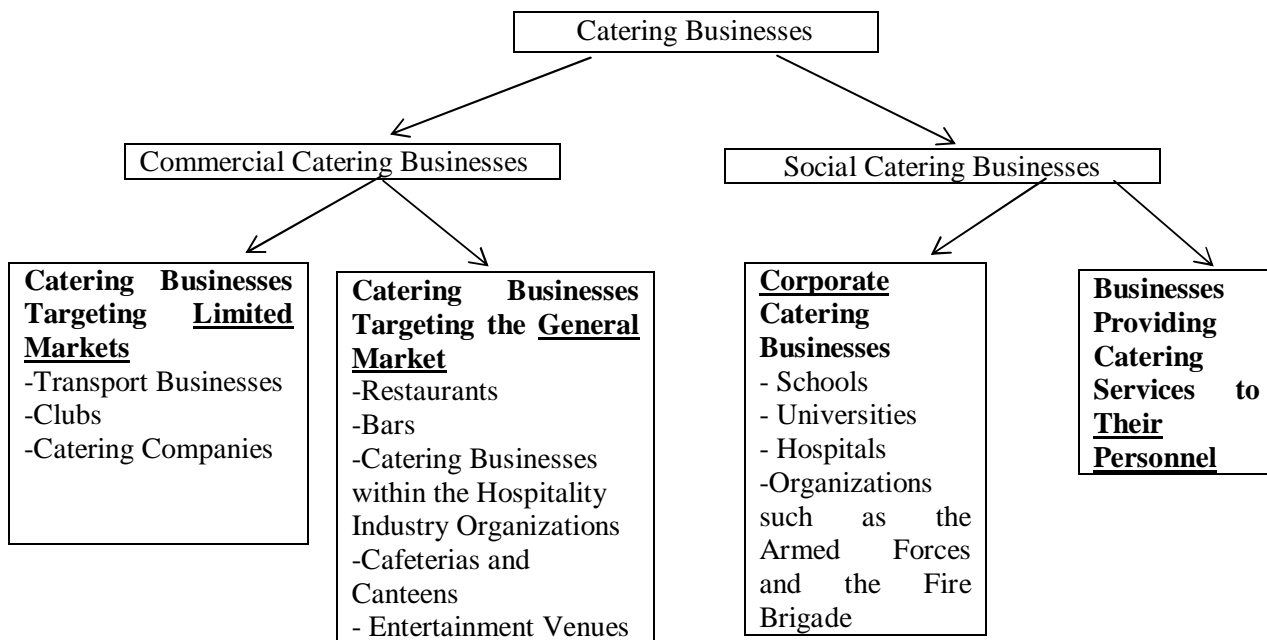 Catering Businesses
Commercial Catering Businesses
Social Catering Businesses
Catering Businesses
Targeting Limited
Markets
-Transport Businesses
-Clubs
-Catering Companies
Catering Businesses
Targeting the General
Market
-Restaurants
-Bars
-Catering Businesses
within the Hospitality
Industry Organizations
-Cafeterias and
Canteens
- Entertainment Venues
Corporate
Catering
Businesses
- Schools
- Universities
- Hospitals
-Organizations
such as the
Armed Forces
and the Fire
Brigade
Businesses
Providing
Catering
Services to
Their
Personnel